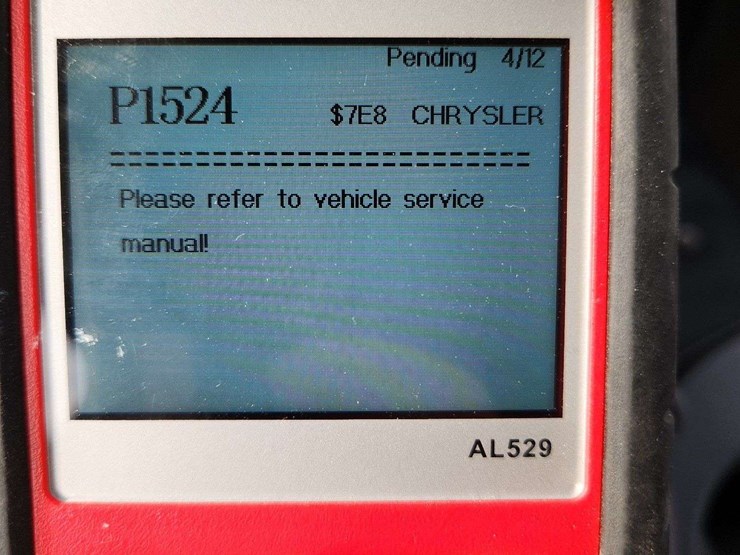 Pending 4/12
P1524 $7E8 CHRYSLER
==============================
Please refer to vehicle service
manual!
AL529